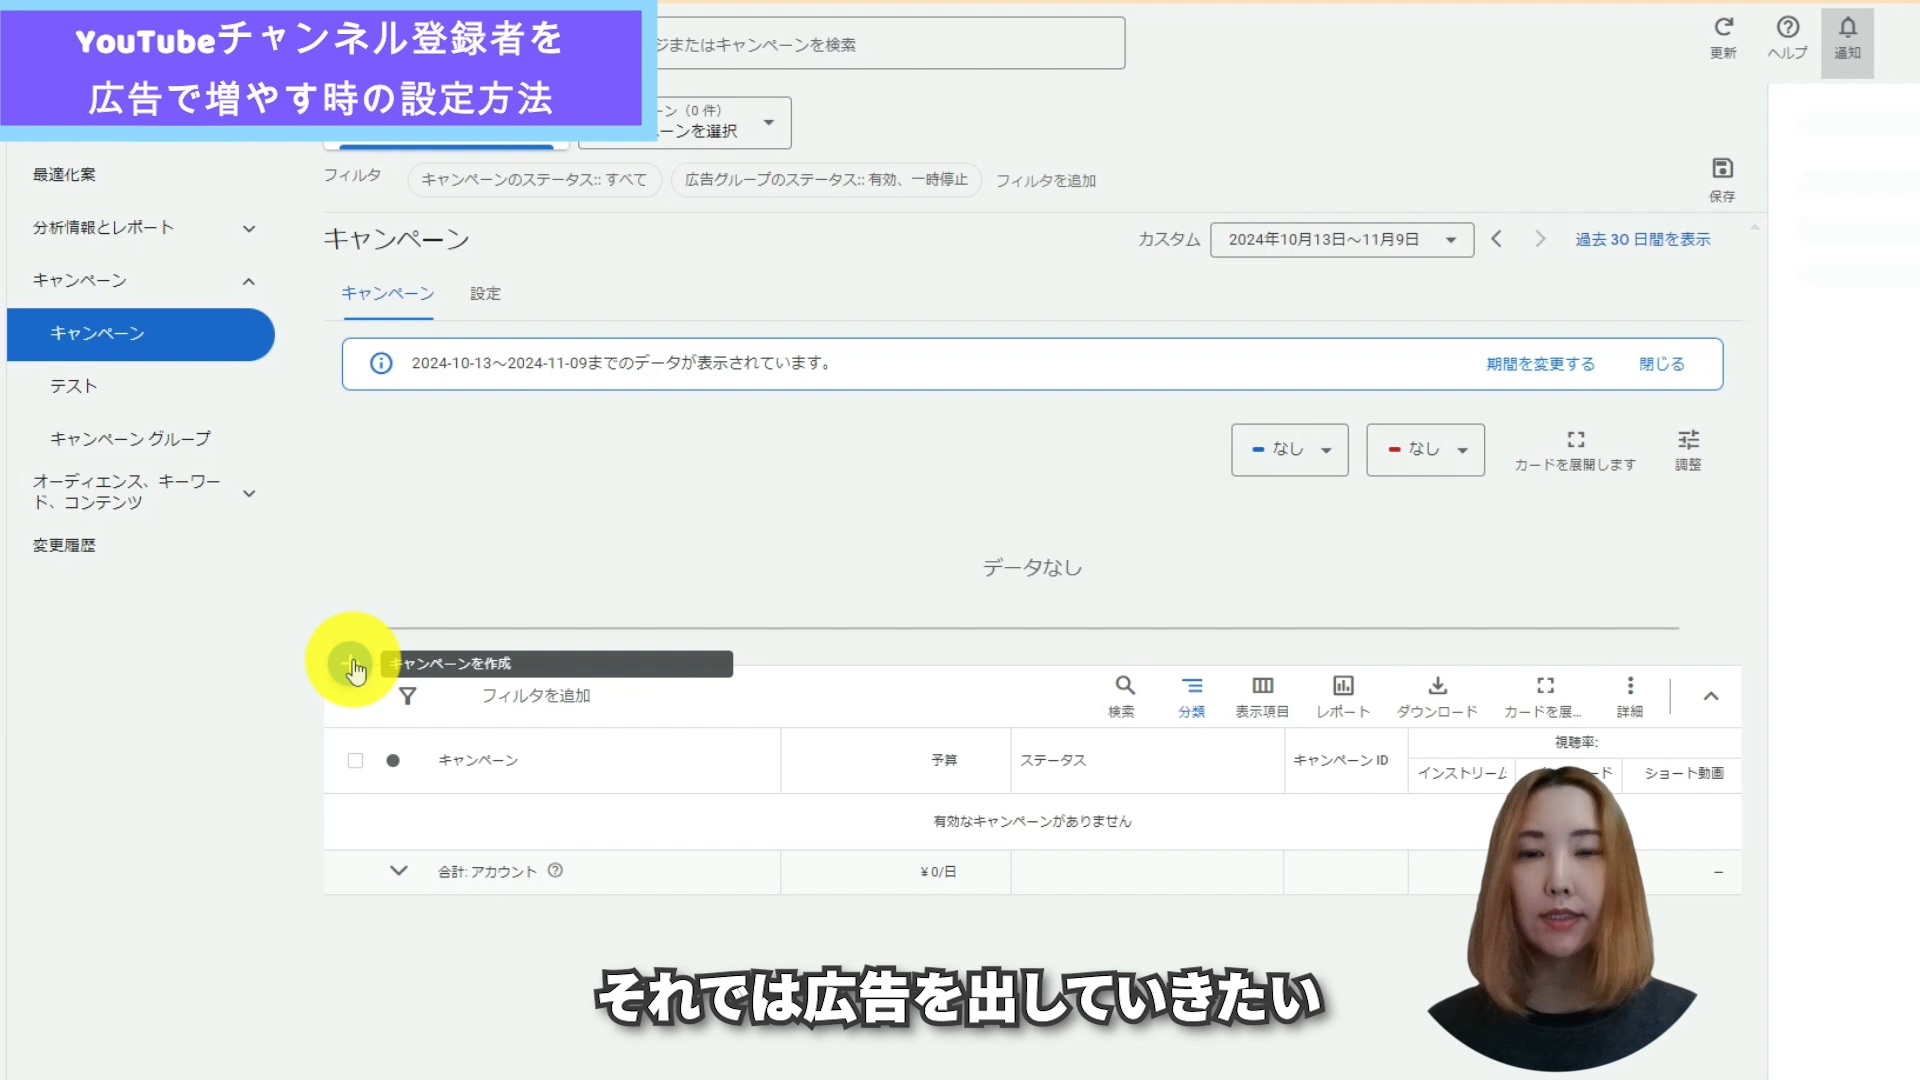 YouTubeチャンネル登録者を
広告で増やす時の設定方法
ジまたはキャンペーンを検索
更新
ヘルプ
通知
ーン（0 件）
ーンを選択
最適化案
分析情報とレポート
キャンペーン
キャンペーン
テスト
キャンペーン グループ
オーディエンス、キーワー
ド、コンテンツ
変更履歴
フィルタ
キャンペーンのステータス:: すべて
広告グループのステータス:: 有効、一時停止
フィルタを追加
保存
キャンペーン
カスタム
2024年10月13日～11月9日
過去 30 日間を表示
キャンペーン
設定
2024-10-13～2024-11-09までのデータが表示されています。
期間を変更する
閉じる
なし
なし
カードを展開します
調整
データなし
キャンペーンを作成
フィルタを追加
検索
分類
表示項目
レポート
ダウンロード
カードを展...
詳細
キャンペーン
予算
ステータス
キャンペーン ID
視聴率:
インストリーム
ード
ショート動画
有効なキャンペーンがありません
合計: アカウント
¥0/日
–
それでは広告を出していきたい